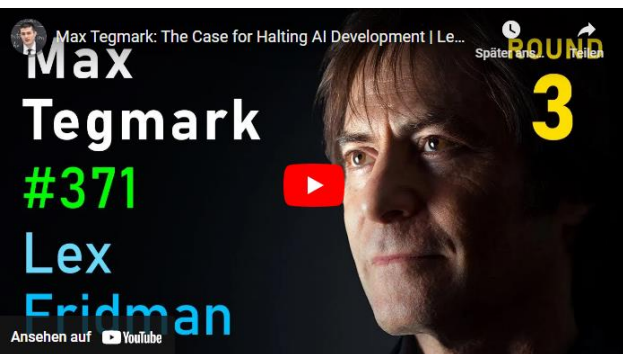 Max Tegmark: The Case for Halting AI Development | Le...
Später ans...
Teilen
ROUND
3
Max
Tegmark
#371
Lex
Fridman
Ansehen auf YouTube